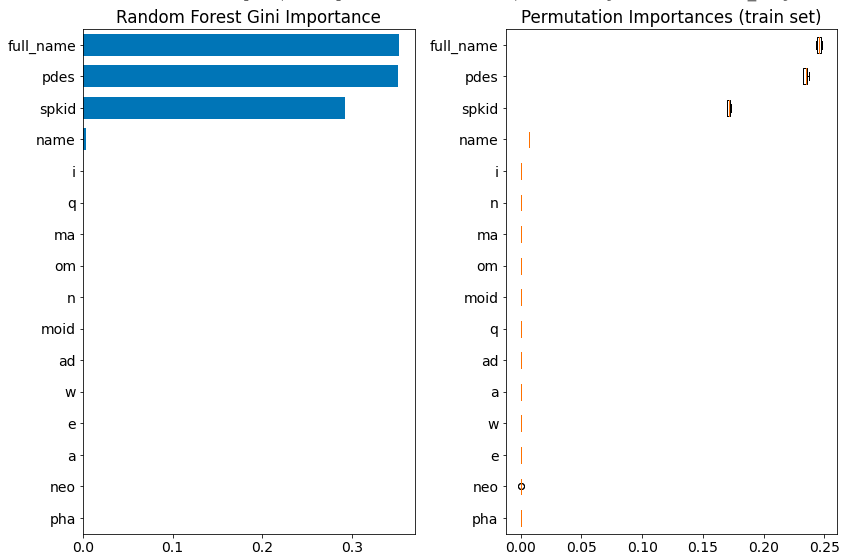 Random Forest Gini Importance
full_name
pdes
spkid
name
i
q
ma
om
n
moid
ad
w
e
a
neo
pha
0.0 0.1 0.2 0.3
Permutation Importances (train set)
full_name
pdes
spkid
name
i
n
ma
om
moid
q
ad
a
w
e
neo
pha
0.00 0.05 0.10 0.15 0.20 0.25